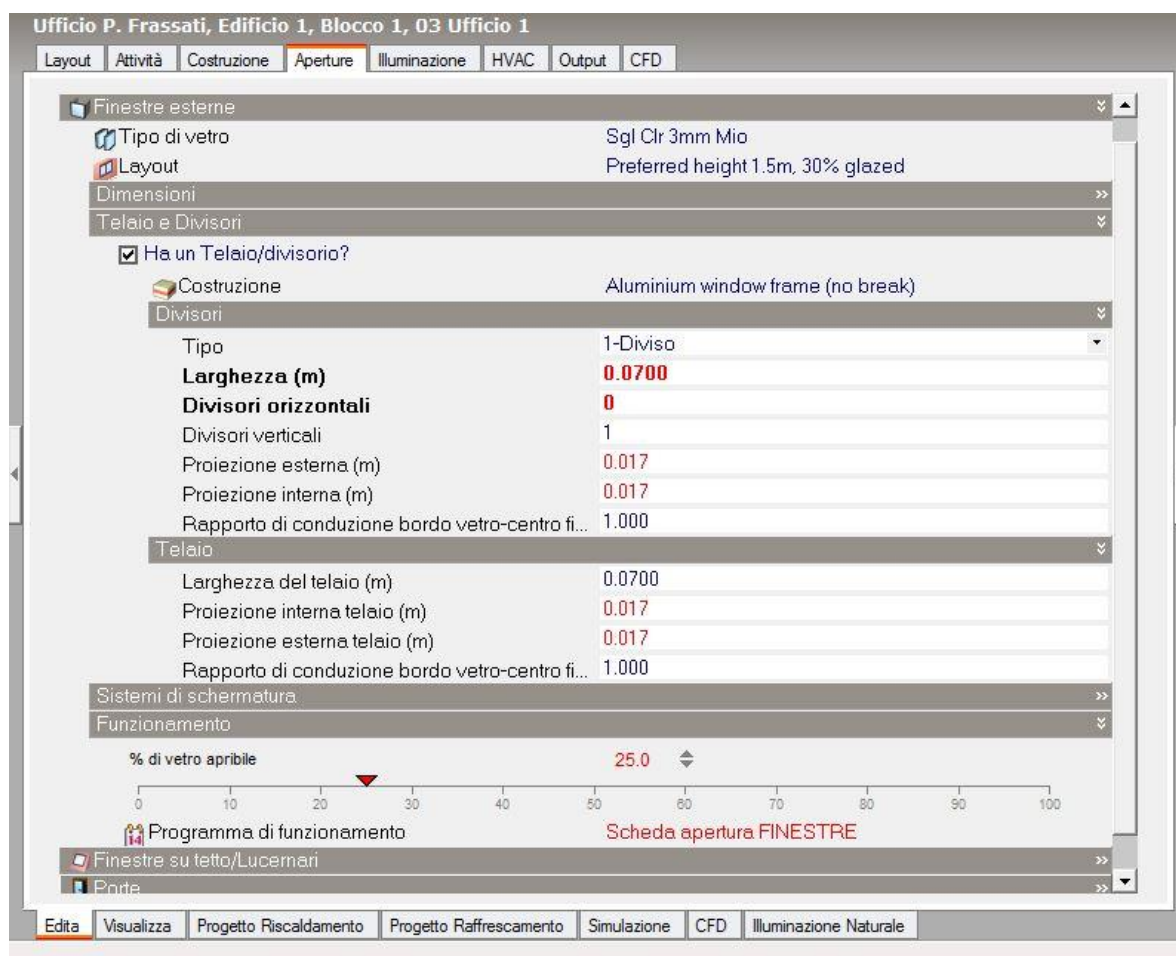 Ufficio P. Frassati, Edificio 1, Blocco 1, 03 Ufficio 1
Layout Attività Costruzione Aperture Illuminazione HVAC Output CFD
Finestre esterne
Tipo di vetro Sgl Clr 3mm Mio
Layout Preferred height 1.5m, 30% glazed
Dimensioni
Telaio e Divisori
Ha un Telaio/divisorio?
Costruzione Aluminium window frame (no break)
Divisori
Tipo 1-Diviso
Larghezza (m) 0.0700
Divisori orizzontali 0
Divisori verticali 1
Proiezione esterna (m) 0.017
Proiezione interna (m) 0.017
Rapporto di conduzione bordo vetro-centro fi... 1.000
Telaio
Larghezza del telaio (m) 0.0700
Proiezione interna telaio (m) 0.017
Proiezione esterna telaio (m) 0.017
Rapporto di conduzione bordo vetro-centro fi... 1.000
Sistemi di schermatura
Funzionamento
% di vetro apribile 25.0
0 10 20 30 40 50 60 70 80 90 100
14 Programma di funzionamento Scheda apertura FINESTRE
Finestre su tetto/Lucernari
Porte
Edita Visualizza Progetto Riscaldamento Progetto Raffrescamento Simulazione CFD Illuminazione Naturale